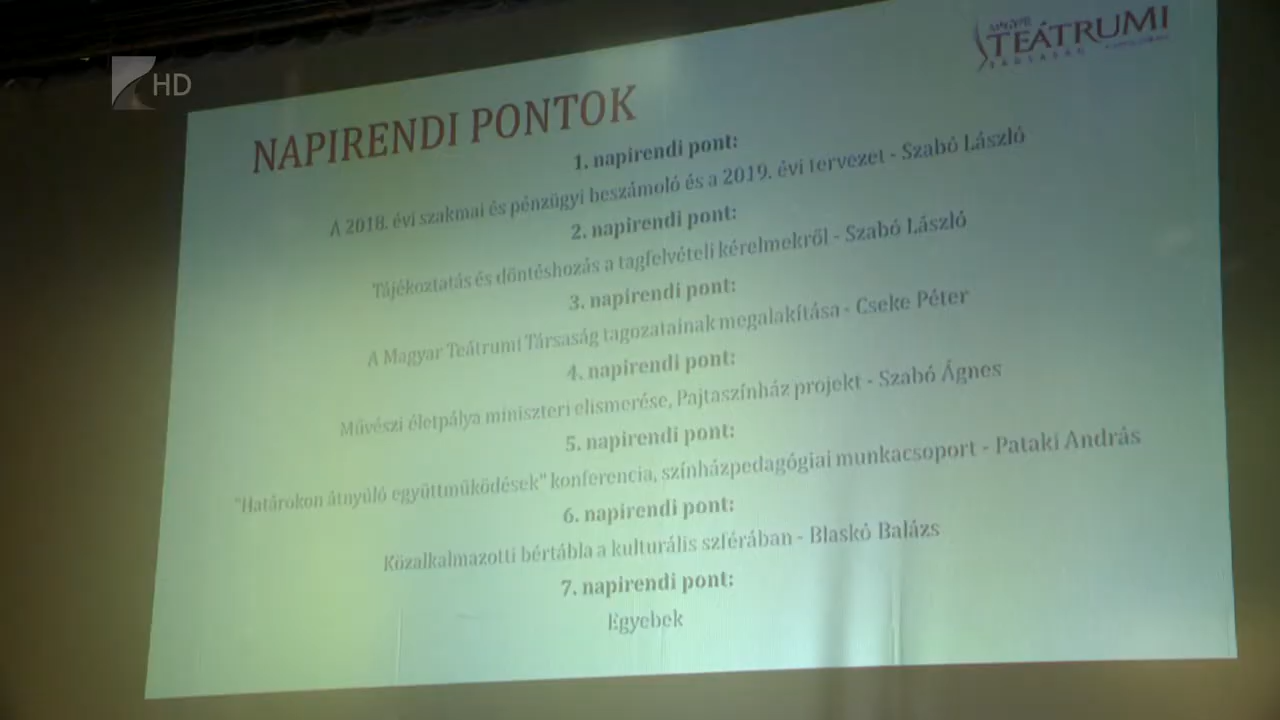 HD
MAGYAR
TEÁTRUMI
TÁRSASÁG
NAPIRENDI PONTOK
1. napirendi pont:
A 2018. évi szakmai és pénzügyi beszámoló és a 2019. évi tervezet - Szabó László
2. napirendi pont:
Tájékoztatás és döntéshozás a tagfelvételi kérelmekről - Szabó László
3. napirendi pont:
A Magyar Teátrumi Társaság tagozatainak megalakítása - Cseke Péter
4. napirendi pont:
Művészi életpálya miniszteri elismerése, Pajtaszínház projekt - Szabó Ágnes
5. napirendi pont:
"Határokon átnyúló együttműködések" konferencia, színházpedagógiai munkacsoport - Pataki András
6. napirendi pont:
Közalkalmazotti bértábla a kulturális szférában - Blaskó Balázs
7. napirendi pont:
Egyebek